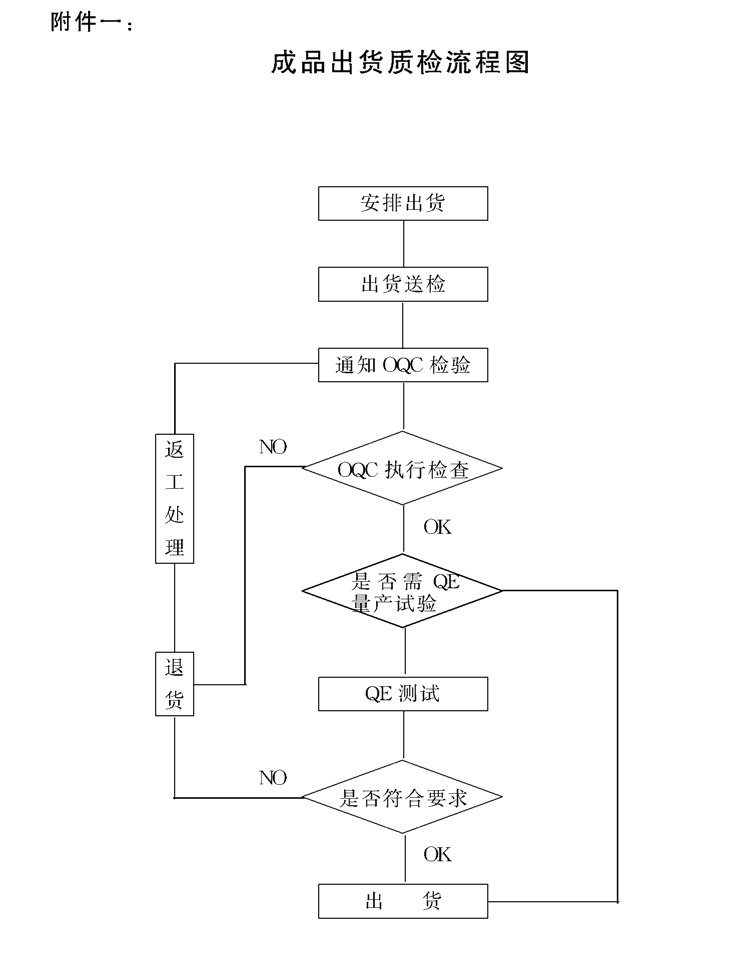 附件一：
成品出货质检流程图
安排出货
出货送检
通知 OQC 检验
返工处理
NO
OQC 执行检查
OK
是否需 QE
量产试验
退货
QE 测试
NO
是否符合要求
OK
出 货